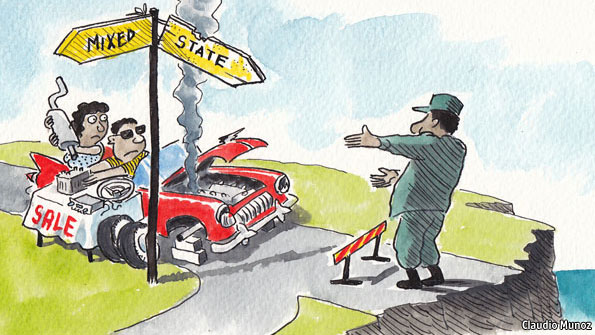 MIXED
STATE
SALE
Claudio Munoz